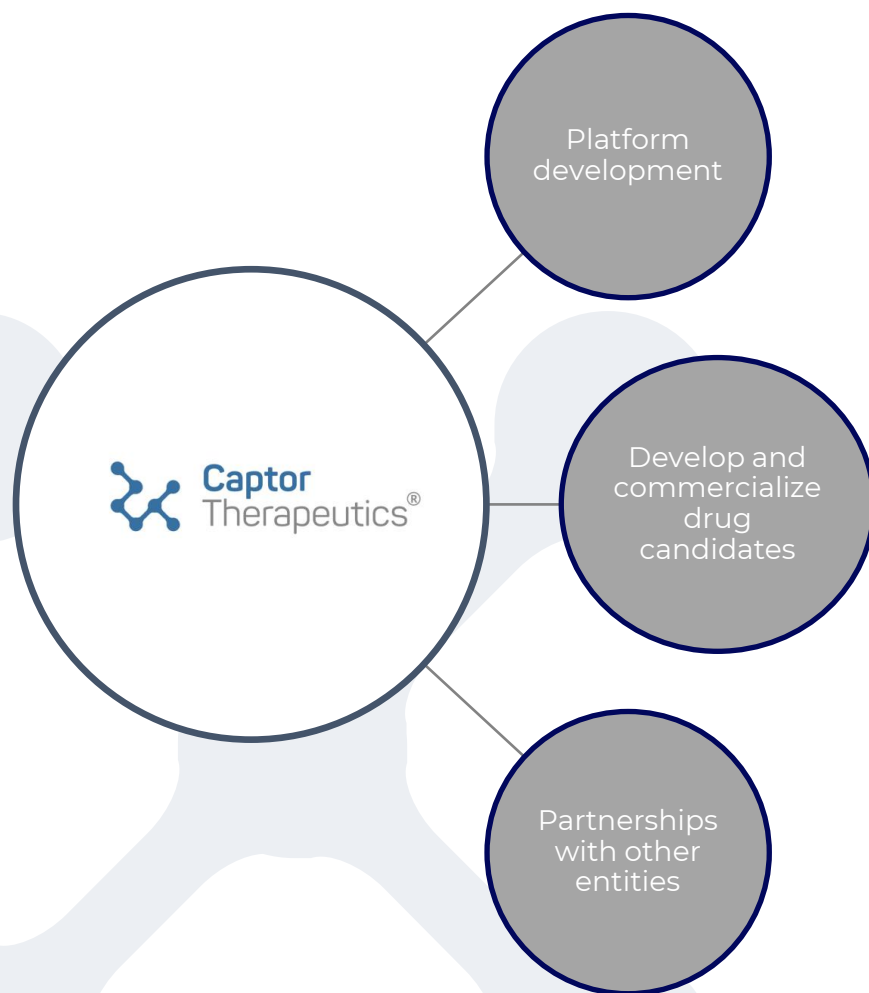 Platform
development
Captor
Therapeutics®
Develop and
commercialize
drug
candidates
Partnerships
with other
entities